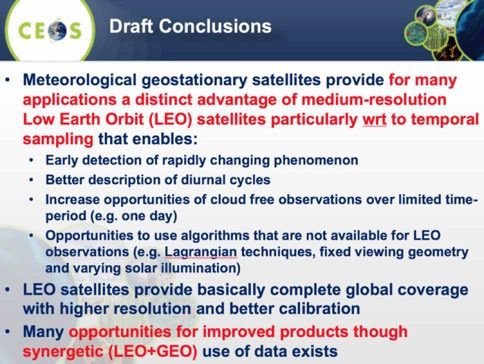 CEOS
Draft Conclusions
• Meteorological geostationary satellites provide for many
applications a distinct advantage of medium-resolution
Low Earth Orbit (LEO) satellites particularly wrt to temporal
sampling that enables:
• Early detection of rapidly changing phenomenon
• Better description of diurnal cycles
• Increase opportunities of cloud free observations over limited time-
period (e.g. one day)
• Opportunities to use algorithms that are not available for LEO
observations (e.g. Lagrangian techniques, fixed viewing geometry
and varying solar illumination)
• LEO satellites provide basically complete global coverage
with higher resolution and better calibration
• Many opportunities for improved products though
synergetic (LEO+GEO) use of data exists